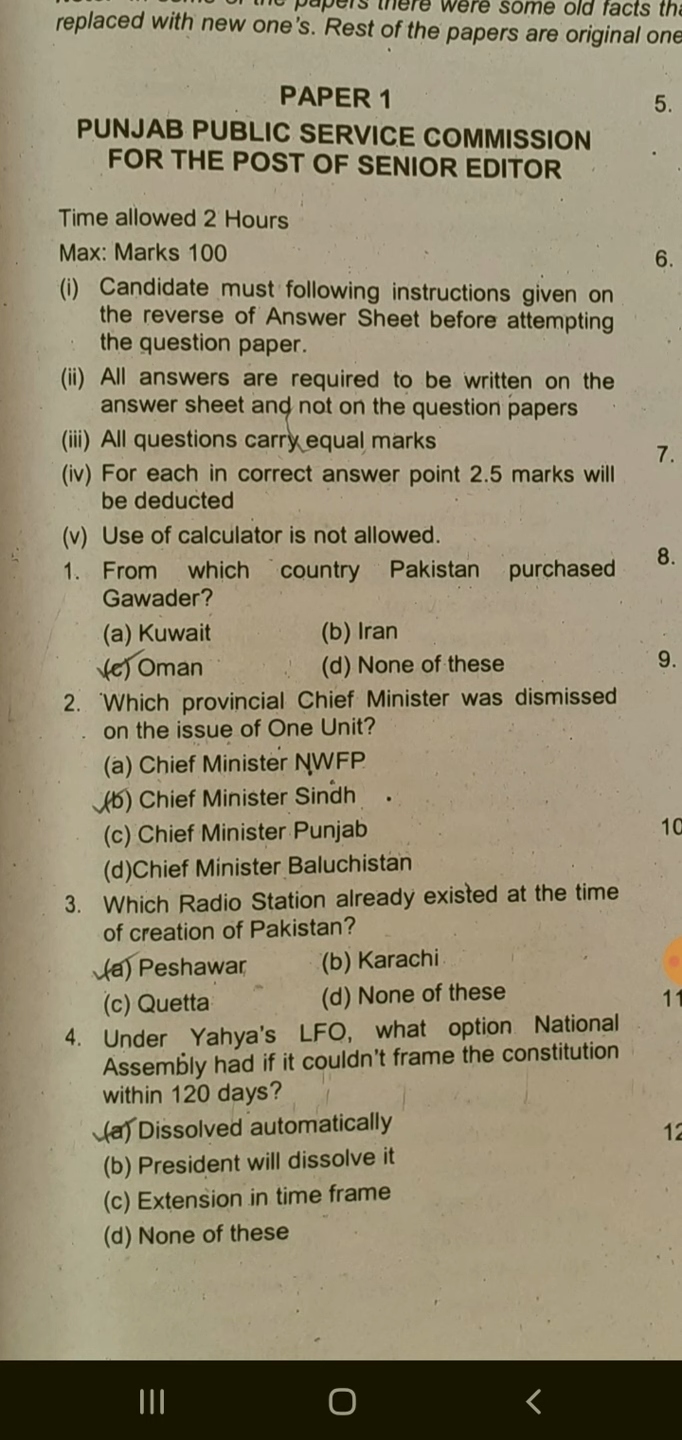 papers there were some old facts
replaced with new one's. Rest of the papers are original one
PAPER 1
PUNJAB PUBLIC SERVICE COMMISSION
FOR THE POST OF SENIOR EDITOR
Time allowed 2 Hours
Max: Marks 100
(i) Candidate must following instructions given on
the reverse of Answer Sheet before attempting
the question paper.
(ii) All answers are required to be written on the
answer sheet and not on the question papers
(iii) All questions carry equal marks
(iv) For each in correct answer point 2.5 marks will
be deducted
(v) Use of calculator is not allowed.
1. From which country Pakistan purchased
Gawader?
(a) Kuwait (b) Iran
(c) Oman (d) None of these
2. Which provincial Chief Minister was dismissed
on the issue of One Unit?
(a) Chief Minister NWFP
(b) Chief Minister Sindh
(c) Chief Minister Punjab
(d)Chief Minister Baluchistan
3. Which Radio Station already existed at the time
of creation of Pakistan?
(a) Peshawar (b) Karachi
(c) Quetta (d) None of these
4. Under Yahya's LFO, what option National
Assembly had if it couldn't frame the constitution
within 120 days?
(a) Dissolved automatically
(b) President will dissolve it
(c) Extension in time frame
(d) None of these
5.
6.
7.
8.
9.
10
11
12